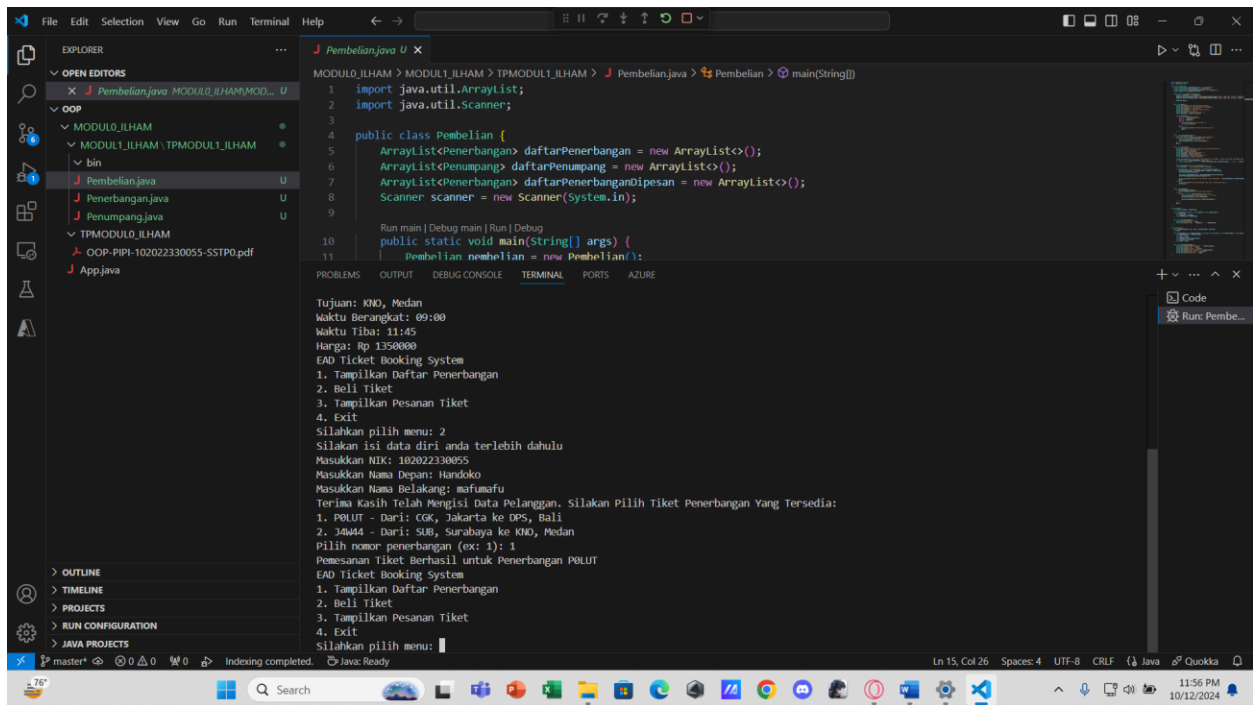 File Edit Selection View Go Run Terminal Help
EXPLORER
OPEN EDITORS
Pembelian.java MODUL0_ILHAM\MOD... U
OOP
MODUL0_ILHAM
MODUL1_ILHAM \ TPMODUL1_ILHAM
bin
Pembelian.java U
Penerbangan.java U
Penumpang.java U
TPMODUL0_ILHAM
OOP-PIPI-102022330055-SSTP0.pdf
App.java
OUTLINE
TIMELINE
PROJECTS
RUN CONFIGURATION
JAVA PROJECTS
Pembelian.java U
MODUL0_ILHAM > MODUL1_ILHAM > TPMODUL1_ILHAM > Pembelian.java > Pembelian > main(String[])
1 import java.util.ArrayList;
2 import java.util.Scanner;
3
4 public class Pembelian {
5 ArrayList<Penerbangan> daftarPenerbangan = new ArrayList<>();
6 ArrayList<Penumpang> daftarPenumpang = new ArrayList<>();
7 ArrayList<Penerbangan> daftarPenerbanganDipesan = new ArrayList<>();
8 Scanner scanner = new Scanner(System.in);
9
Run main | Debug main | Run | Debug
10 public static void main(String[] args) {
11 Pembelian pembelian = new Pembelian();
PROBLEMS OUTPUT DEBUG CONSOLE TERMINAL PORTS AZURE
Code
Run: Pembe...
Tujuan: KNO, Medan
Waktu Berangkat: 09:00
Waktu Tiba: 11:45
Harga: Rp 1350000
EAD Ticket Booking System
1. Tampilkan Daftar Penerbangan
2. Beli Tiket
3. Tampilkan Pesanan Tiket
4. Exit
Silahkan pilih menu: 2
Silakan isi data diri anda terlebih dahulu
Masukkan NIK: 102022330055
Masukkan Nama Depan: Handoko
Masukkan Nama Belakang: mafumafu
Terima Kasih Telah Mengisi Data Pelanggan. Silakan Pilih Tiket Penerbangan Yang Tersedia:
1. P0LUT - Dari: CGK, Jakarta ke DPS, Bali
2. J4W44 - Dari: SUB, Surabaya ke KNO, Medan
Pilih nomor penerbangan (ex: 1): 1
Pemesanan Tiket Berhasil untuk Penerbangan P0LUT
EAD Ticket Booking System
1. Tampilkan Daftar Penerbangan
2. Beli Tiket
3. Tampilkan Pesanan Tiket
4. Exit
Silahkan pilih menu:
master* 0 0 0 Indexing completed. Java: Ready Ln 15, Col 26 Spaces: 4 UTF-8 CRLF Java Quokka
76° Search 11:56 PM
10/12/2024